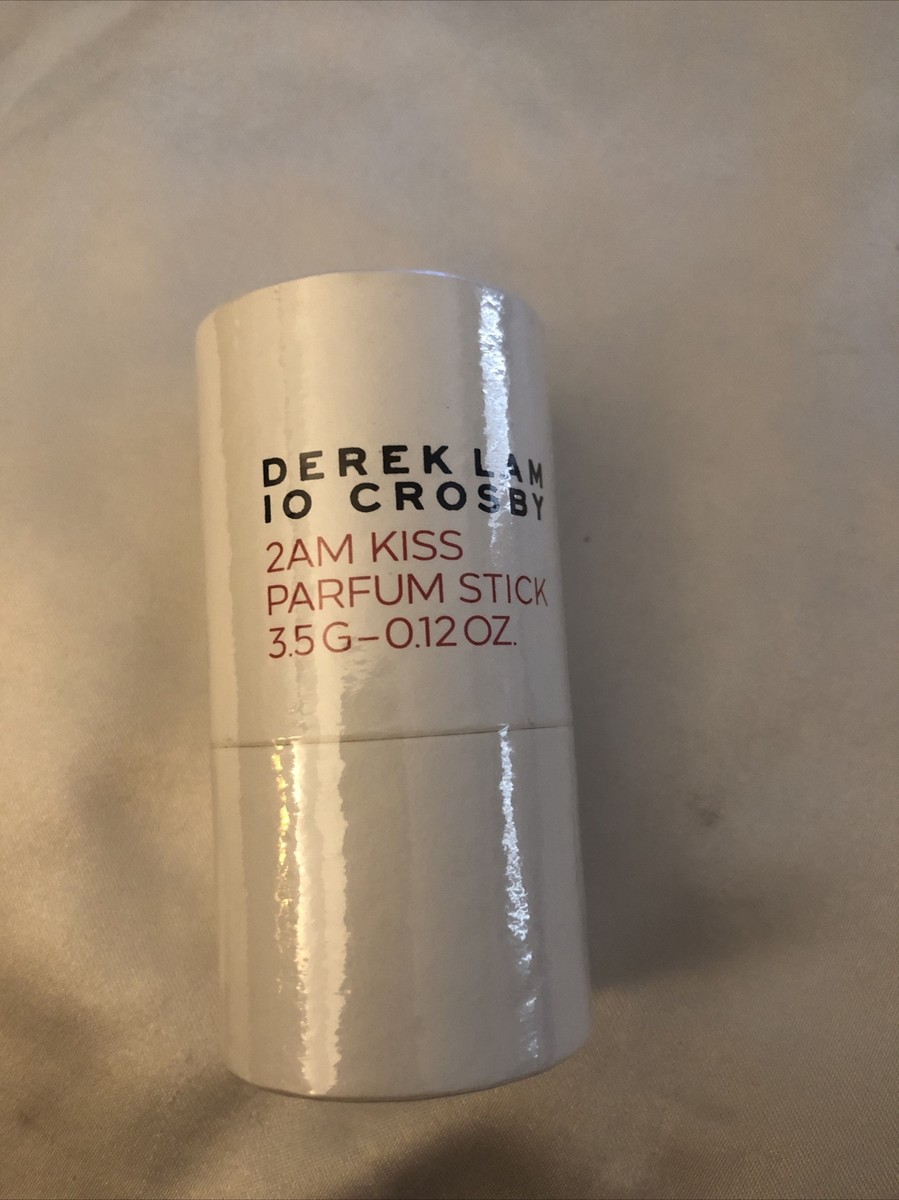 DEREK LAM
10 CROSBY
2AM KISS
PARFUM STICK
3.5 G–0.12 OZ.